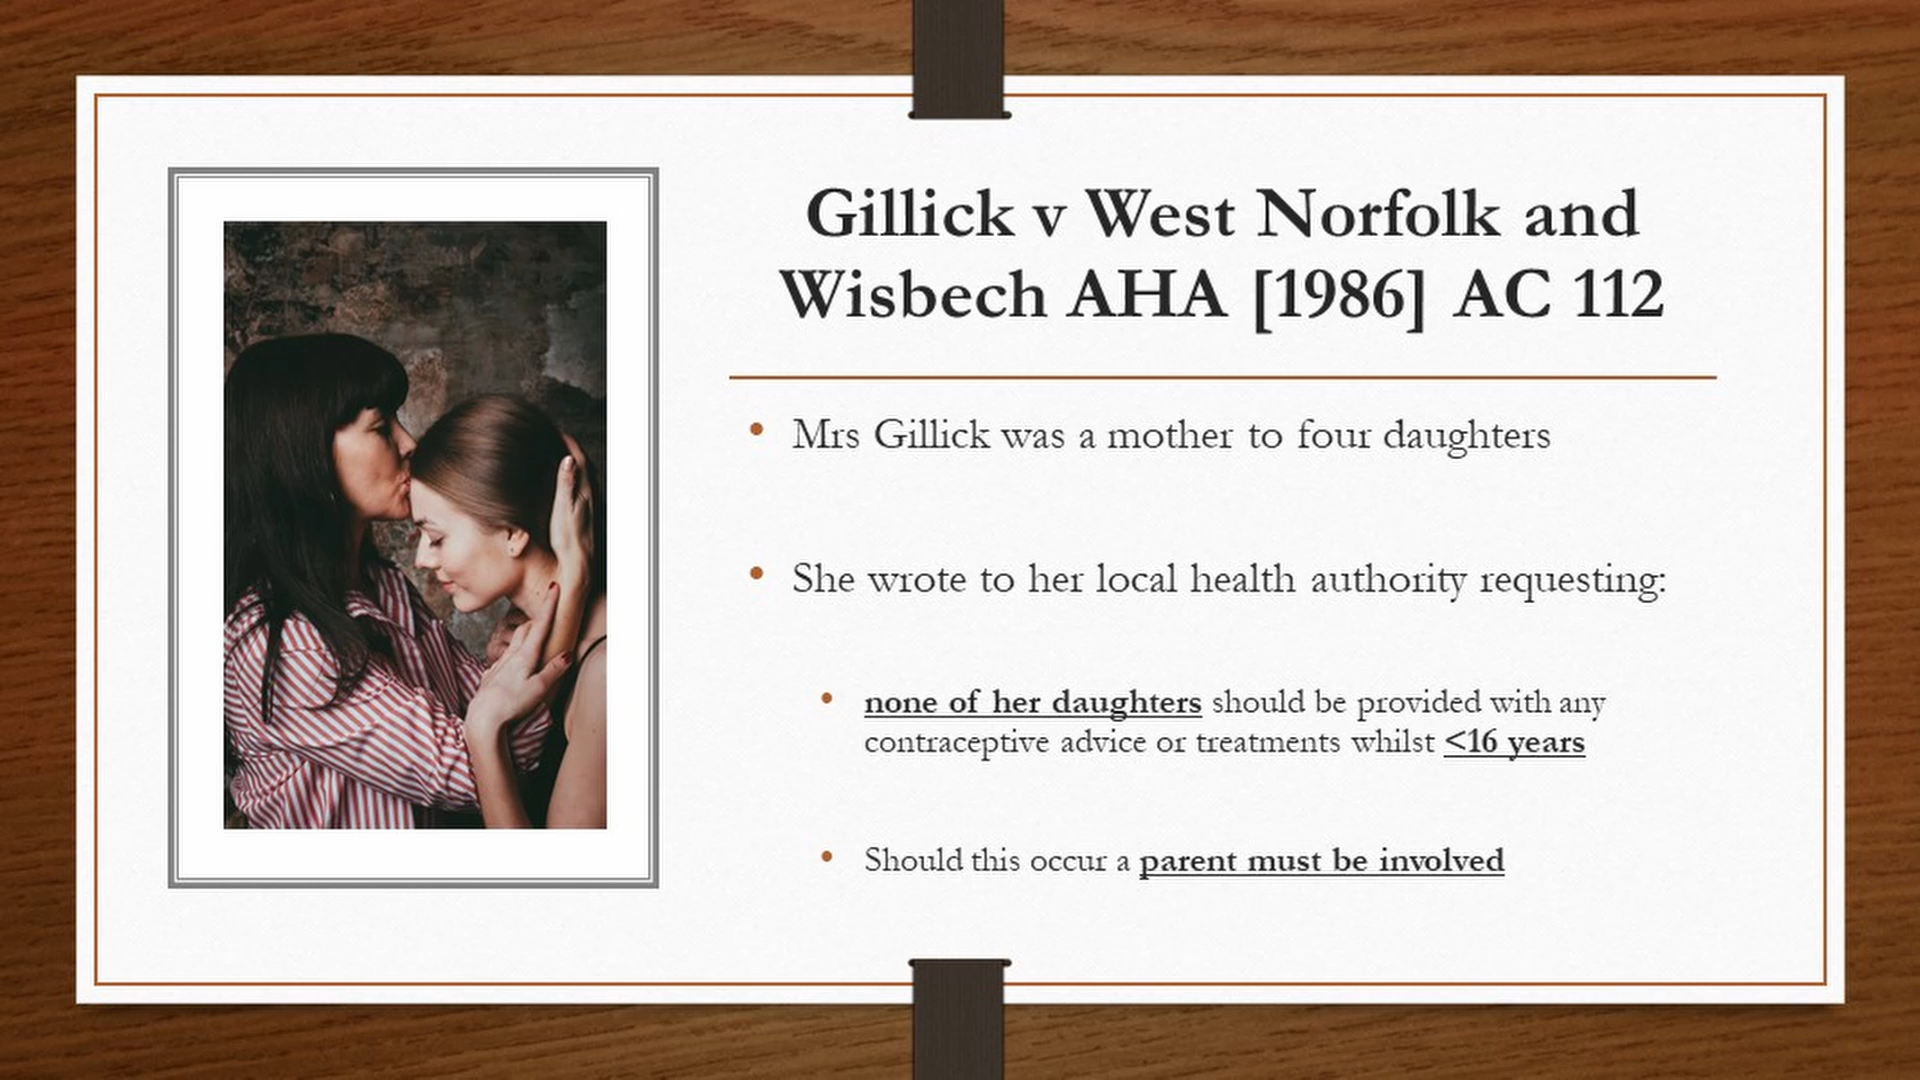 Gillick v West Norfolk and
Wisbech AHA [1986] AC 112
• Mrs Gillick was a mother to four daughters
• She wrote to her local health authority requesting:
• none of her daughters should be provided with any
contraceptive advice or treatments whilst <16 years
• Should this occur a parent must be involved